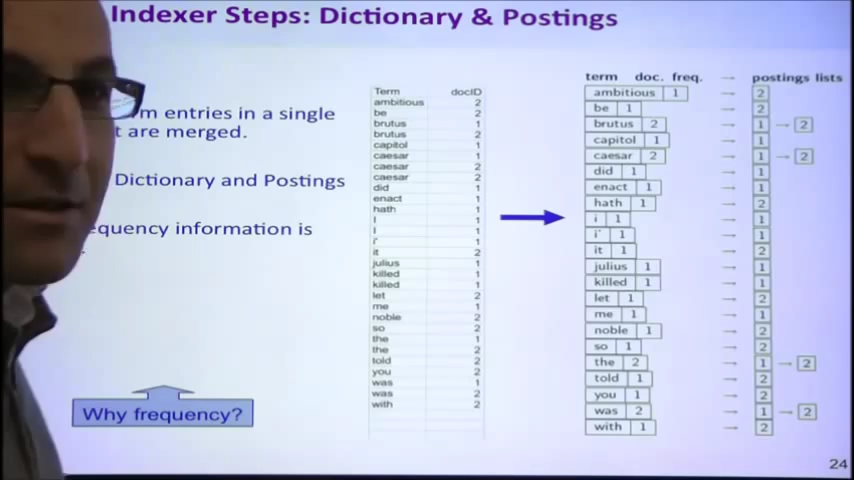 Indexer Steps: Dictionary & Postings
entries in a single
are merged.
Dictionary and Postings
information is
Why frequency?
Term docID
ambitious 2
be 2
brutus 1
brutus 2
capitol 1
caesar 1
caesar 2
caesar 2
did 1
enact 1
hath 1
I 1
I 1
i' 1
it 2
julius 1
killed 1
killed 1
let 2
me 1
noble 2
so 2
the 1
the 2
told 2
you 2
was 1
was 2
with 2
term doc. freq. → postings lists
ambitious 1 → 2
be 1 → 2
brutus 2 → 1 → 2
capitol 1 → 1
caesar 2 → 1 → 2
did 1 → 1
enact 1 → 1
hath 1 → 2
i 1 → 1
i' 1 → 1
it 1 → 2
julius 1 → 1
killed 1 → 1
let 1 → 2
me 1 → 1
noble 1 → 2
so 1 → 2
the 2 → 1 → 2
told 1 → 2
you 1 → 2
was 2 → 1 → 2
with 1 → 2
24